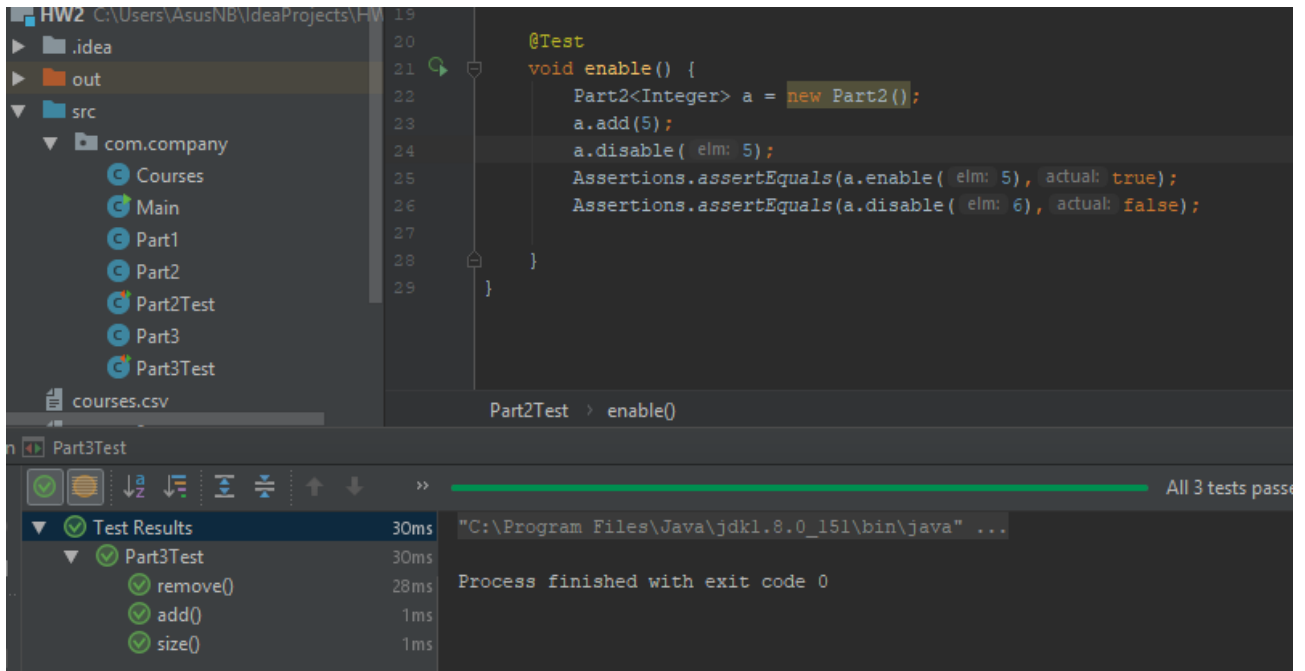 HW2 C:\Users\AsusNB\IdeaProjects\HW
.idea
out
src
com.company
Courses
Main
Part1
Part2
Part2Test
Part3
Part3Test
courses.csv
19
20 @Test
21 void enable() {
22 Part2<Integer> a = new Part2();
23 a.add(5);
24 a.disable( elm: 5);
25 Assertions.assertEquals(a.enable( elm: 5), actual: true);
26 Assertions.assertEquals(a.disable( elm: 6), actual: false);
27
28 }
29 }
Part2Test > enable()
n Part3Test
>> All 3 tests passe
Test Results 30ms
Part3Test 30ms
remove() 28ms
add() 1ms
size() 1ms
"C:\Program Files\Java\jdk1.8.0_151\bin\java" ...
Process finished with exit code 0